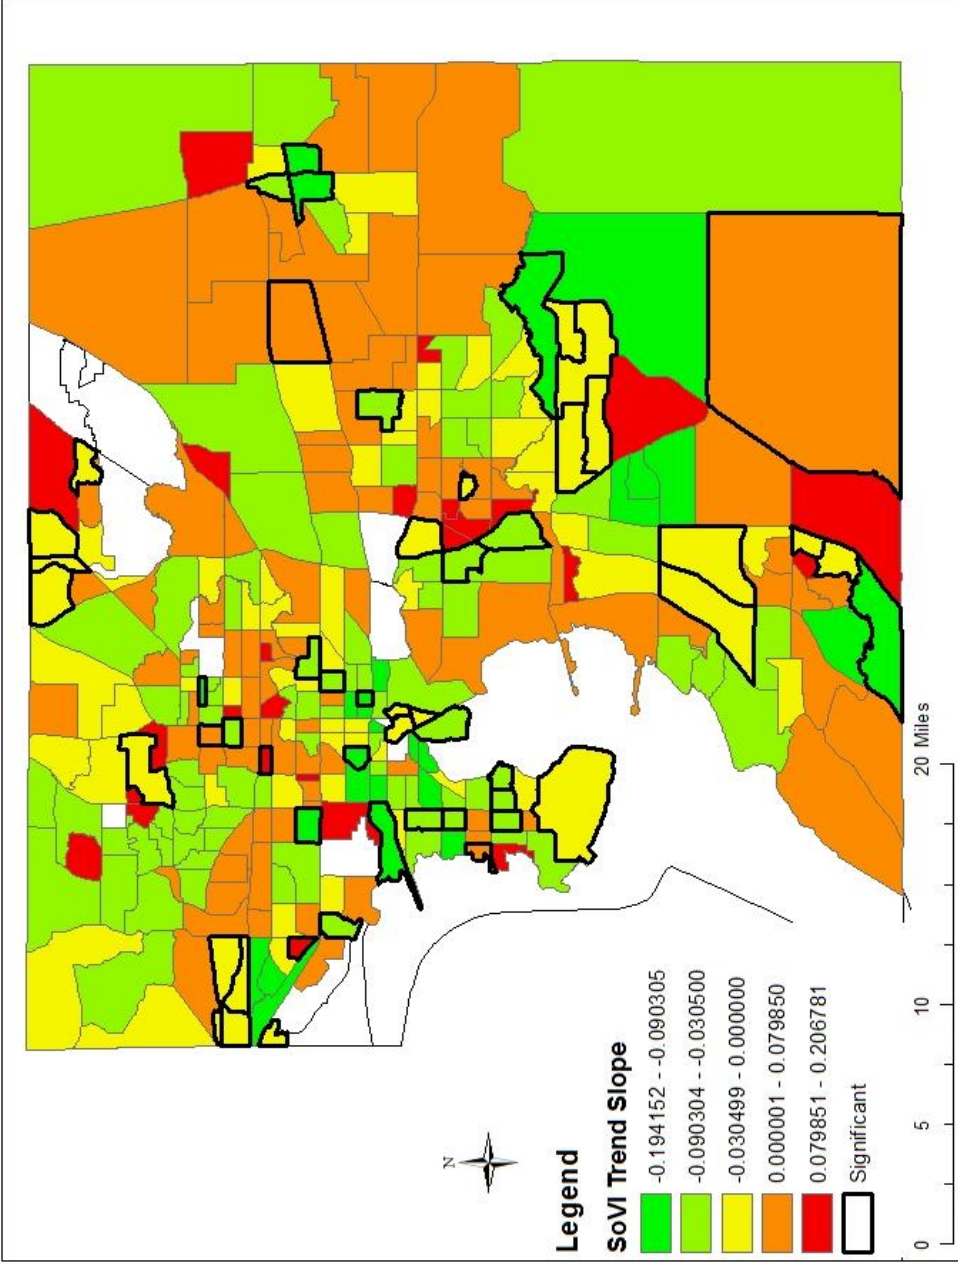 N
Legend
SoVI Trend Slope
-0.194152 - -0.090305
-0.090304 - -0.030500
-0.030499 - 0.000000
0.000001 - 0.079850
0.079851 - 0.206781
Significant
0 5 10 20 Miles